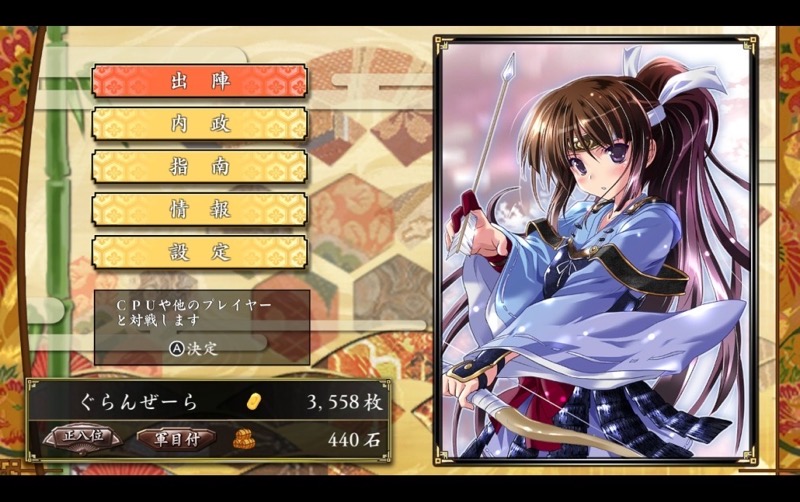 出陣
内政
指南
情報
設定
CPUや他のプレイヤー
と対戦します
Ⓐ決定
ぐらんぜーら 3,558枚
正八位 軍目付 440石